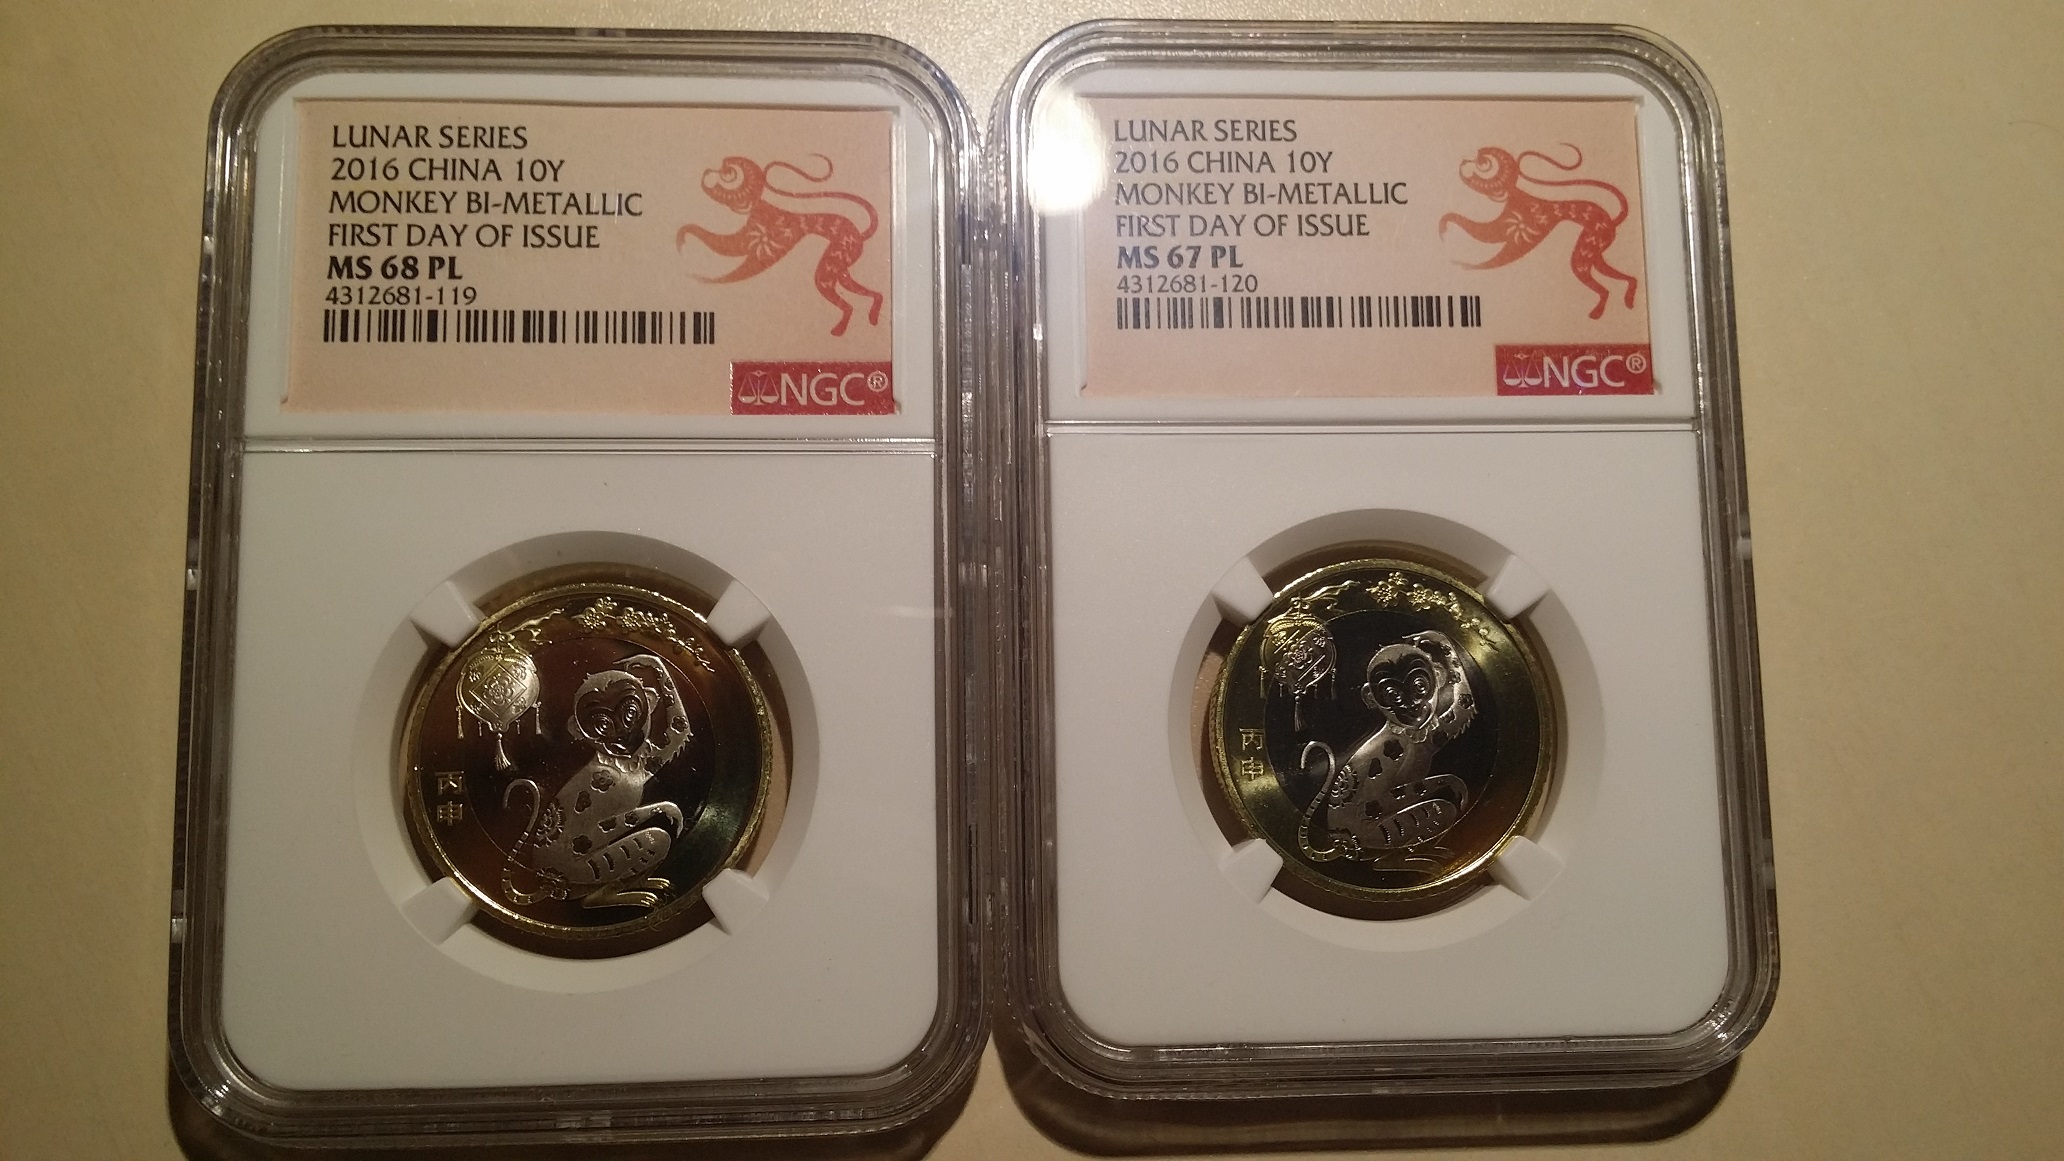 LUNAR SERIES
2016 CHINA 10Y
MONKEY BI-METALLIC
FIRST DAY OF ISSUE
MS 68 PL
4312681-119
NGC®
丙
申
LUNAR SERIES
2016 CHINA 10Y
MONKEY BI-METALLIC
FIRST DAY OF ISSUE
MS 67 PL
4312681-120
NGC®
丙
申